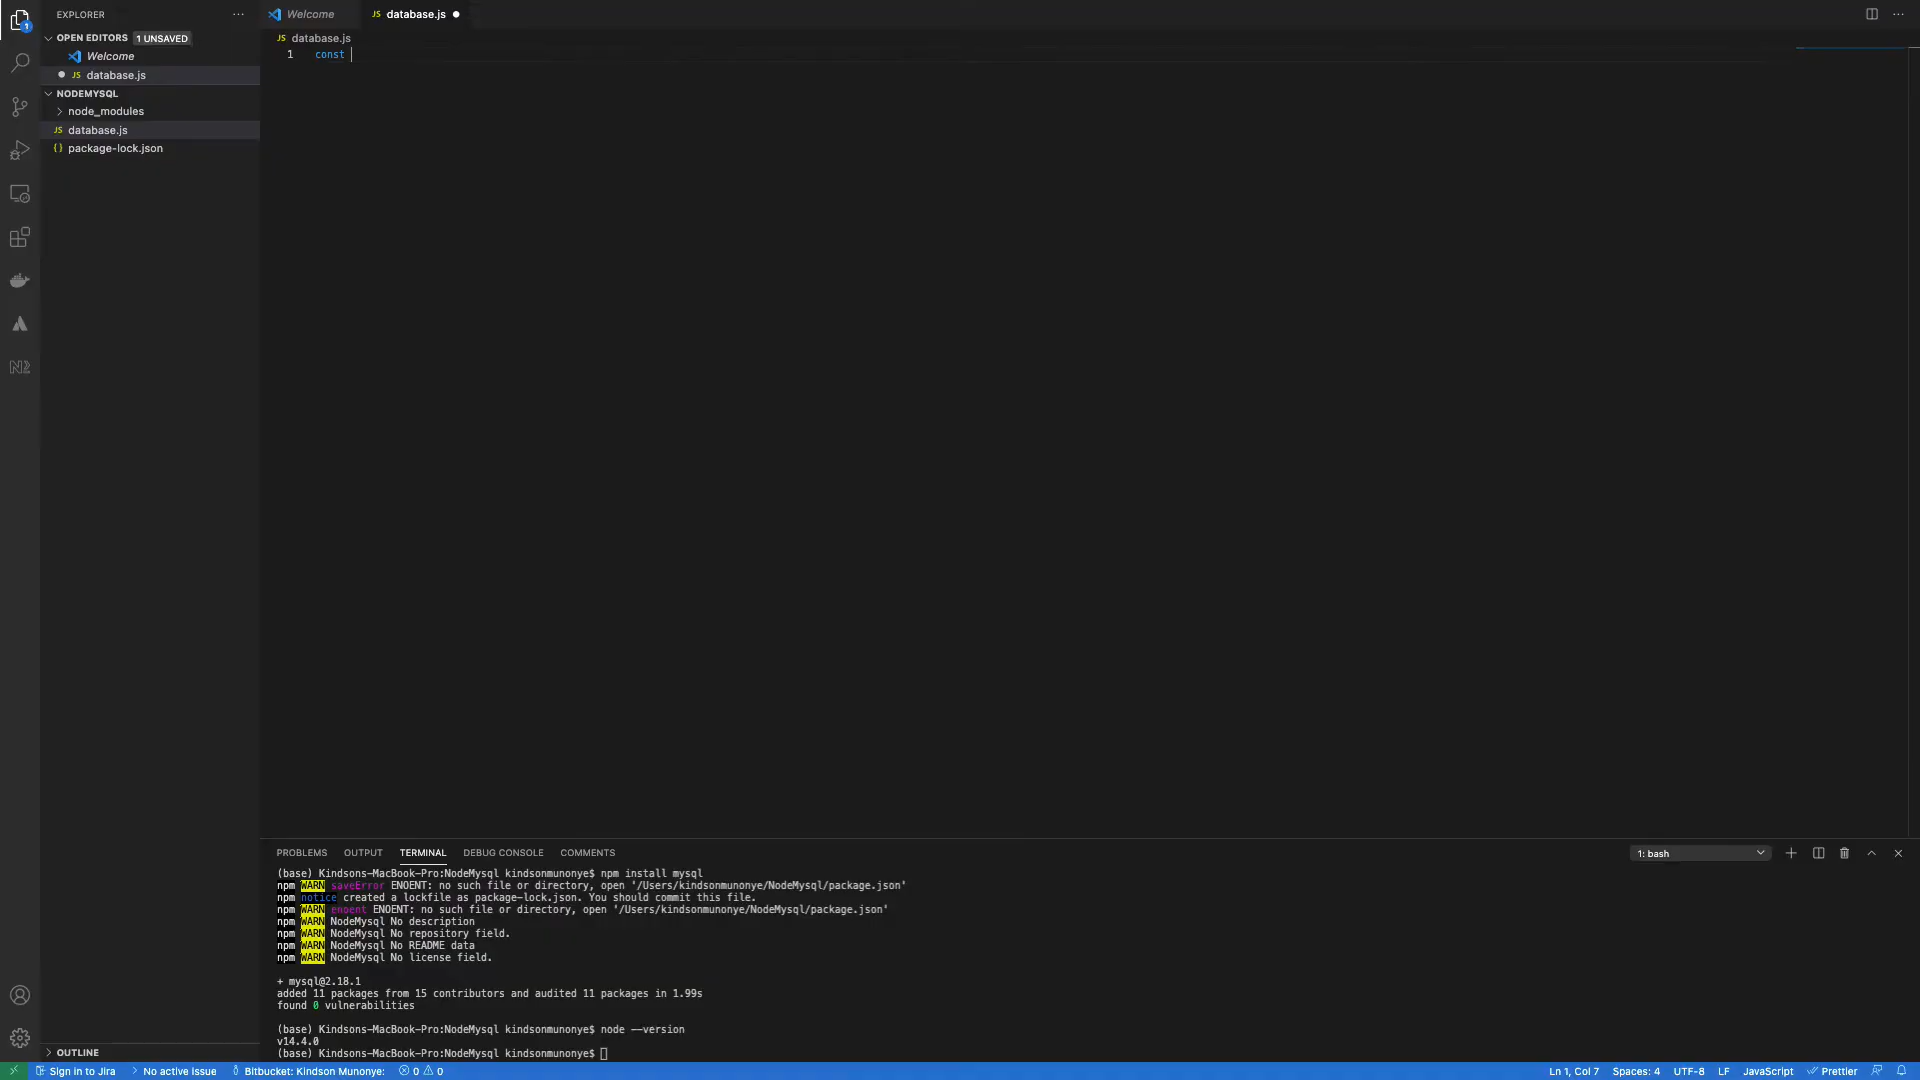 EXPLORER
OPEN EDITORS 1 UNSAVED
Welcome
JS database.js
NODEMYSQL
node_modules
JS database.js
{} package-lock.json
OUTLINE
Welcome
JS database.js
JS database.js
1 const
PROBLEMS OUTPUT TERMINAL DEBUG CONSOLE COMMENTS
1: bash
(base) Kindsons-MacBook-Pro:NodeMysql kindsonmunonye$ npm install mysql
npm WARN saveError ENOENT: no such file or directory, open '/Users/kindsonmunonye/NodeMysql/package.json'
npm notice created a lockfile as package-lock.json. You should commit this file.
npm WARN enoent ENOENT: no such file or directory, open '/Users/kindsonmunonye/NodeMysql/package.json'
npm WARN NodeMysql No description
npm WARN NodeMysql No repository field.
npm WARN NodeMysql No README data
npm WARN NodeMysql No license field.
+ mysql@2.18.1
added 11 packages from 15 contributors and audited 11 packages in 1.99s
found 0 vulnerabilities
(base) Kindsons-MacBook-Pro:NodeMysql kindsonmunonye$ node --version
v14.4.0
(base) Kindsons-MacBook-Pro:NodeMysql kindsonmunonye$
Sign in to Jira No active issue Bitbucket: Kindson Munonye: 0 0 Ln 1, Col 7 Spaces: 4 UTF-8 LF JavaScript Prettier